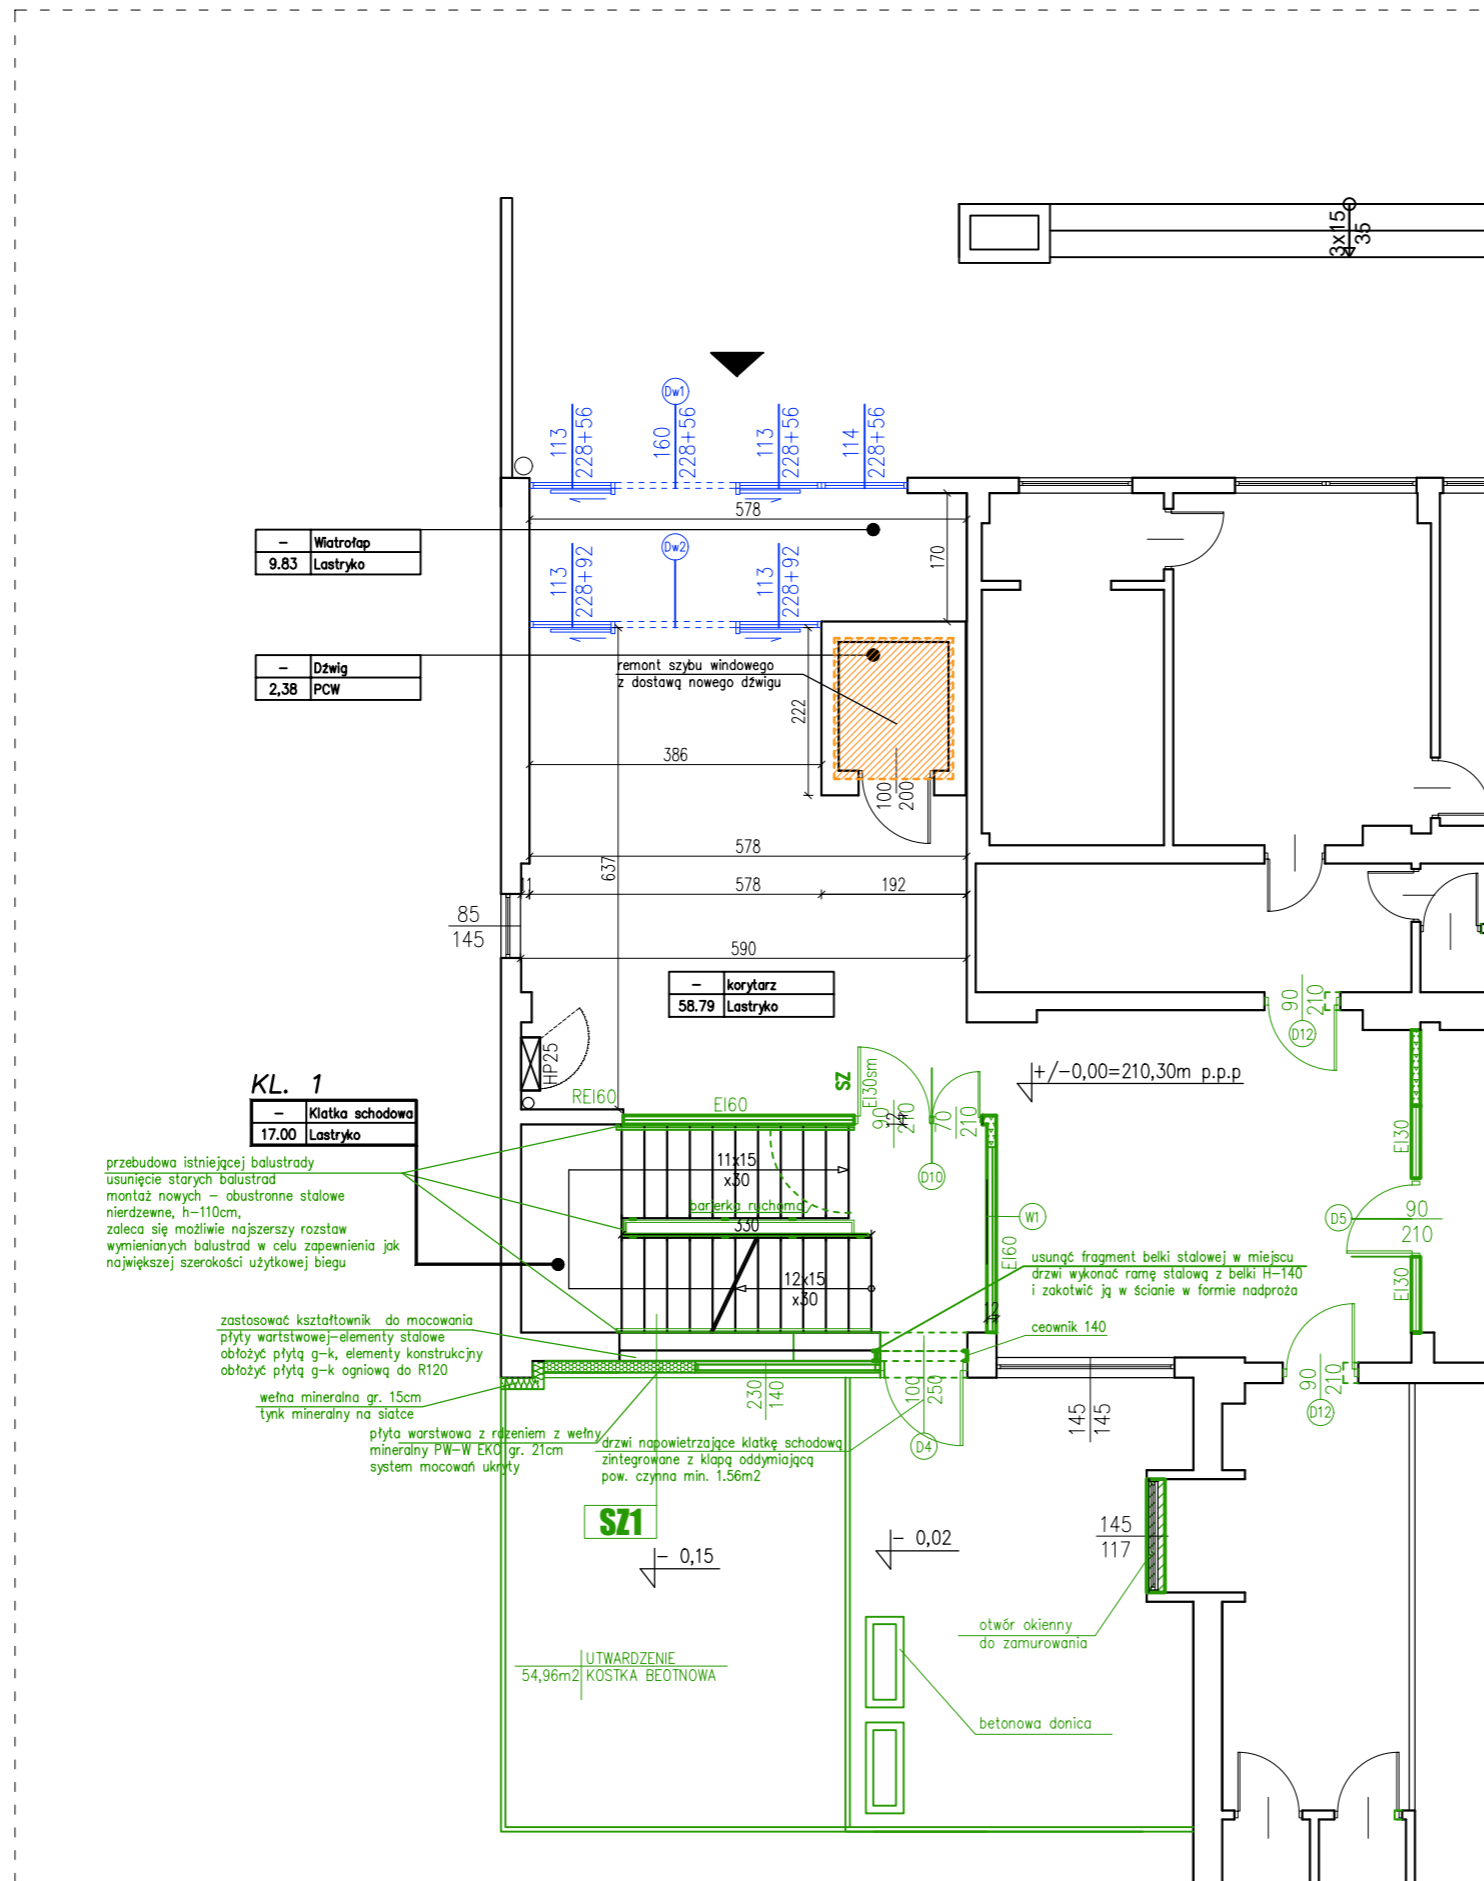 3x15
35
Dw1
113
228+56
160
228+56
113
228+56
114
228+56
578
– Wiatrołap
9.83 Lastryko
Dw2
170
113
228+92
113
228+92
– Dźwig
2,38 PCW
remont szybu windowego
z dostawą nowego dźwigu
222
386
100
200
578
637
11
578
192
85
145
590
– korytarz
58.79 Lastryko
90
210
D12
HP25
SZ
EI30sm
+/-0,00=210,30m p.p.p
KL. 1
– Klatka schodowa
17.00 Lastryko
REI60
EI60
90
210
12
70
210
EI30
przebudowa istniejącej balustrady
usunięcie starych balustrad
montaż nowych – obustronne stalowe
nierdzewne, h-110cm,
zaleca się możliwie najszerszy rozstaw
wymienianych balustrad w celu zapewnienia jak
największej szerokości użytkowej biegu
11x15
x30
D10
barierka ruchoma
330
W1
D5
90
210
EI60
usunąć fragment belki stalowej w miejscu
drzwi wykonać ramę stalową z belki H-140
i zakotwić ją w ścianie w formie nadproża
12x15
x30
EI30
12
ceownik 140
zastosować kształtownik do mocowania
płyty wartstwowej-elementy stalowe
obłożyć płytą g-k, elementy konstrukcjny
obłożyć płytą g-k ogniową do R120
wełna mineralna gr. 15cm
tynk mineralny na siatce
230
140
100
250
90
210
D12
145
145
płyta warstwowa z rdzeniem z wełny
mineralny PW-W EKO gr. 21cm
system mocowań ukryty
drzwi napowietrzające klatkę schodową
zintegrowane z klapą oddymiającą
pow. czynna min. 1.56m2
D4
SZ1
145
117
- 0,15
- 0,02
otwór okienny
do zamurowania
UTWARDZENIE
54,96m2 KOSTKA BEOTNOWA
betonowa donica